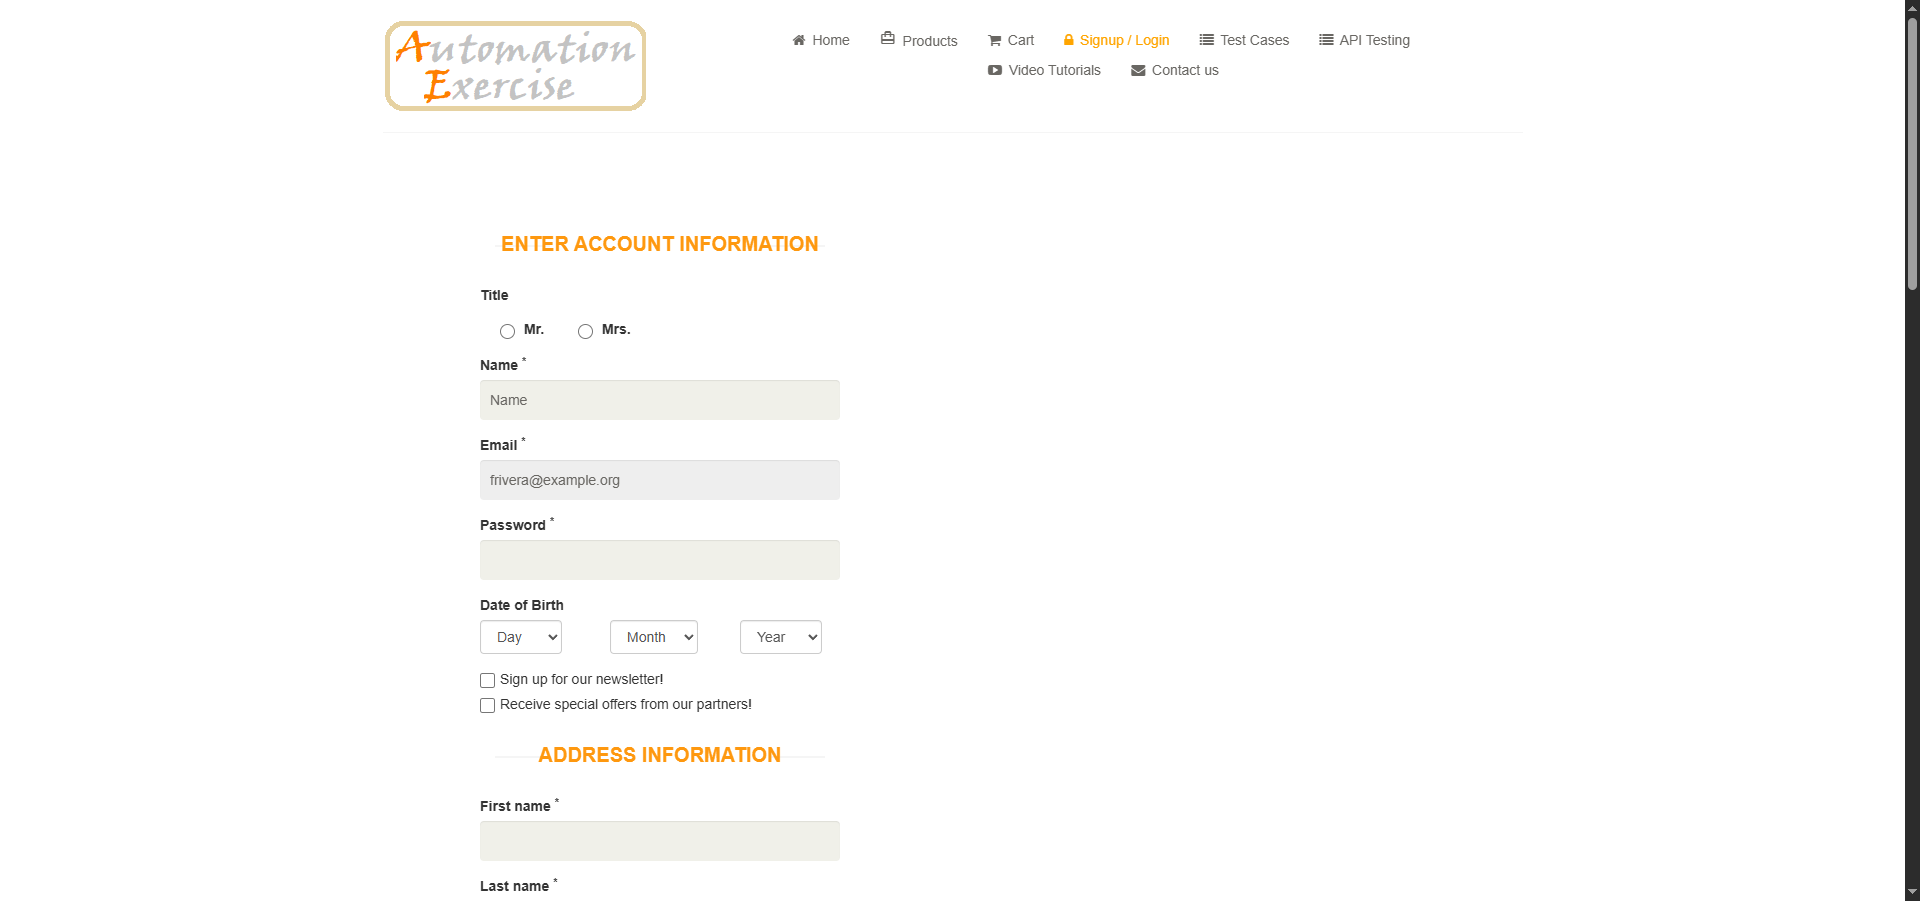 Automation
Exercise
Home
Products
Cart
Signup / Login
Test Cases
API Testing
Video Tutorials
Contact us
ENTER ACCOUNT INFORMATION
Title
Mr.
Mrs.
Name *
Name
Email *
frivera@example.org
Password *
Date of Birth
Day
Month
Year
Sign up for our newsletter!
Receive special offers from our partners!
ADDRESS INFORMATION
First name *
Last name *